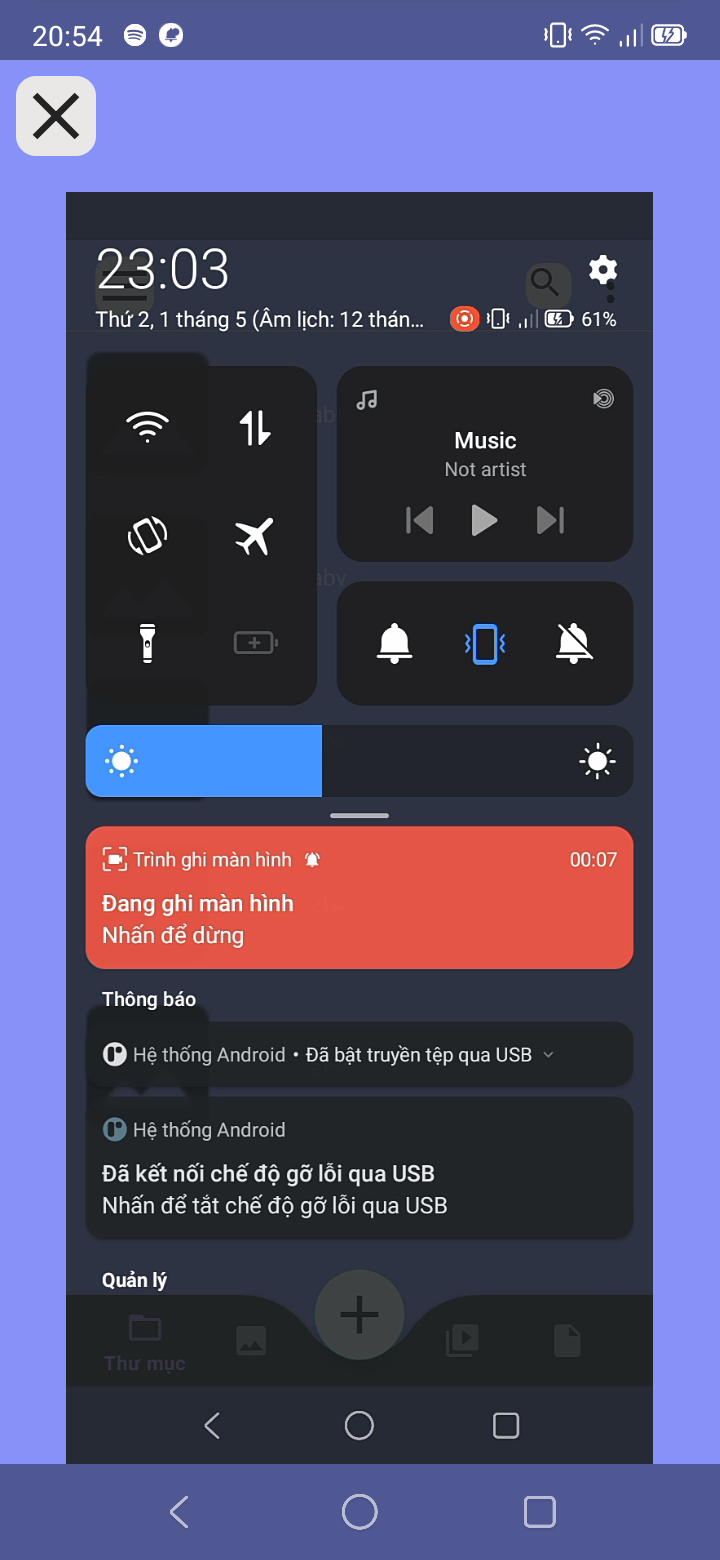 20:54
23:03
Thứ 2, 1 tháng 5 (Âm lịch: 12 thán...
61%
Music
Not artist
Trình ghi màn hình
00:07
Đang ghi màn hình
Nhấn để dừng
Thông báo
Hệ thống Android • Đã bật truyền tệp qua USB
Hệ thống Android
Đã kết nối chế độ gỡ lỗi qua USB
Nhấn để tắt chế độ gỡ lỗi qua USB
Quản lý
Thư mục